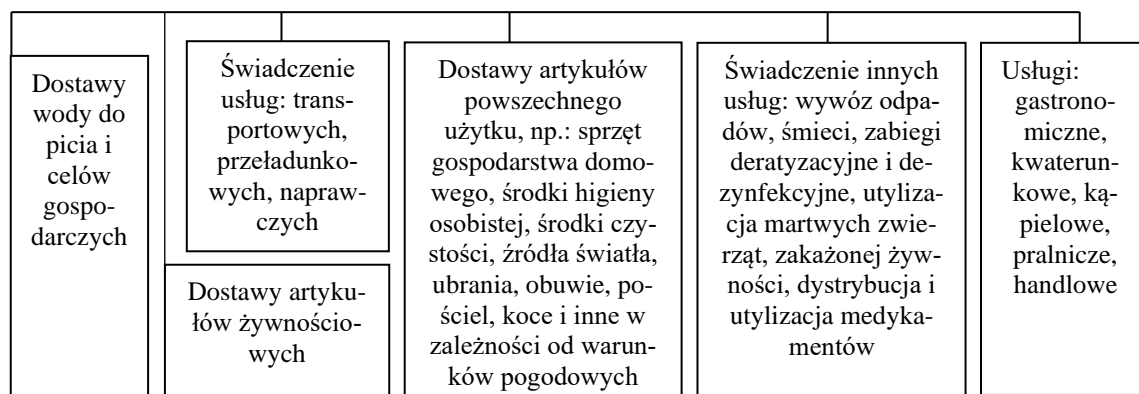 Dostawy
wody do
picia i
celów
gospo-
darczych
Świadczenie
usług: trans-
portowych,
przeładunko-
wych, napraw-
czych
Dostawy artyku-
łów żywnościo-
wych
Dostawy artykułów
powszechnego
użytku, np.: sprzęt
gospodarstwa domo-
wego, środki higieny
osobistej, środki czy-
stości, źródła światła,
ubrania, obuwie, po-
ściel, koce i inne w
zależności od warun-
ków pogodowych
Świadczenie innych
usług: wywóz odpa-
dów, śmieci, zabiegi
deratyzacyjne i de-
zynfekcyjne, utyliza-
cja martwych zwie-
rząt, zakażonej żyw-
ności, dystrybucja i
utylizacja medyka-
mentów
Usługi:
gastrono-
miczne,
kwaterun-
kowe, ką-
pielowe,
pralnicze,
handlowe